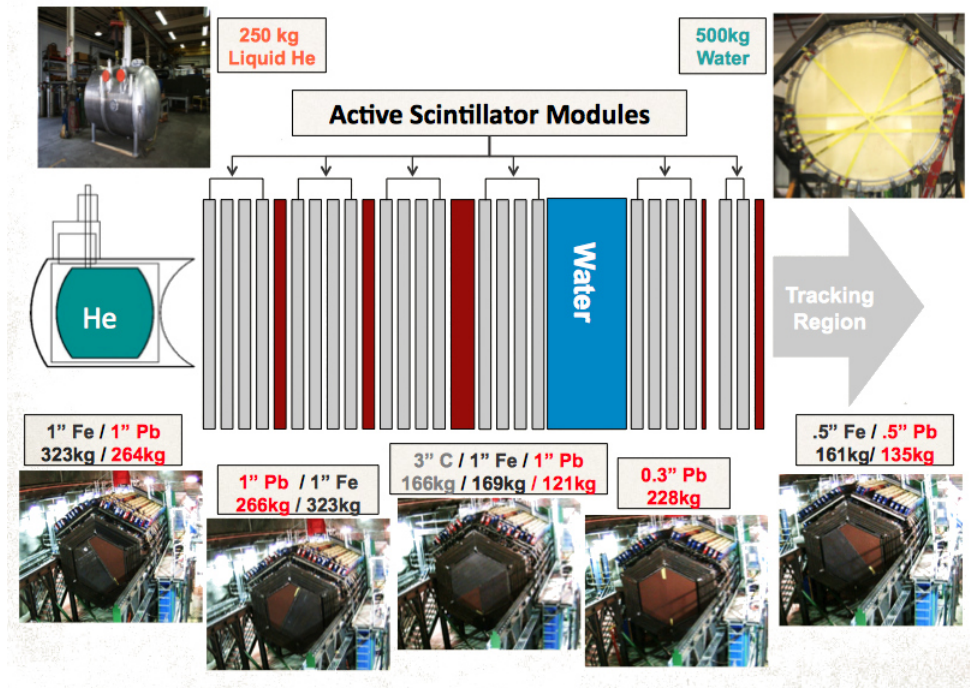 250 kg
Liquid He
500kg
Water
Active Scintillator Modules
He
Water
Tracking
Region
1” Fe / 1” Pb
323kg / 264kg
1” Pb / 1” Fe
266kg / 323kg
3” C / 1” Fe / 1” Pb
166kg / 169kg / 121kg
0.3” Pb
228kg
.5” Fe / .5” Pb
161kg/ 135kg